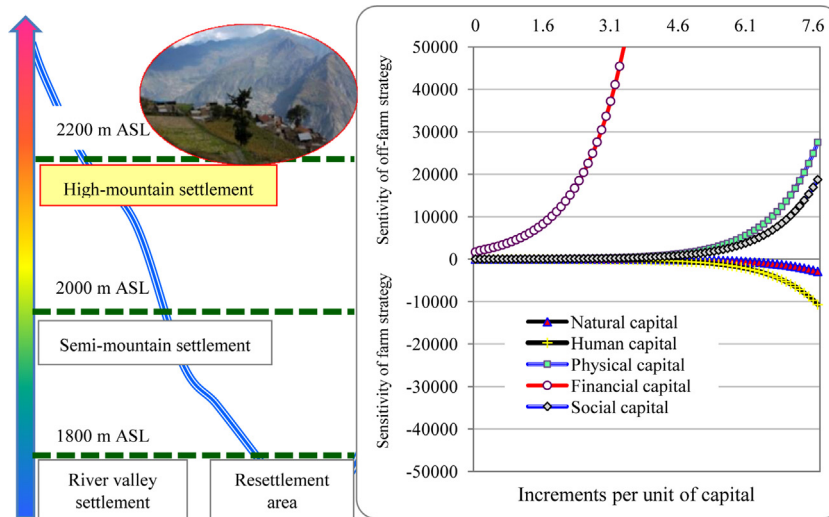 2200 m ASL
High-mountain settlement
2000 m ASL
Semi-mountain settlement
1800 m ASL
River valley
settlement
Resettlement
area
0 1.6 3.1 4.6 6.1 7.6
Sentivity of off-farm strategy
Sensitivity of farm strategy
50000
40000
30000
20000
10000
0
-10000
-20000
-30000
-40000
-50000
Natural capital
Human capital
Physical capital
Financial capital
Social capital
Increments per unit of capital